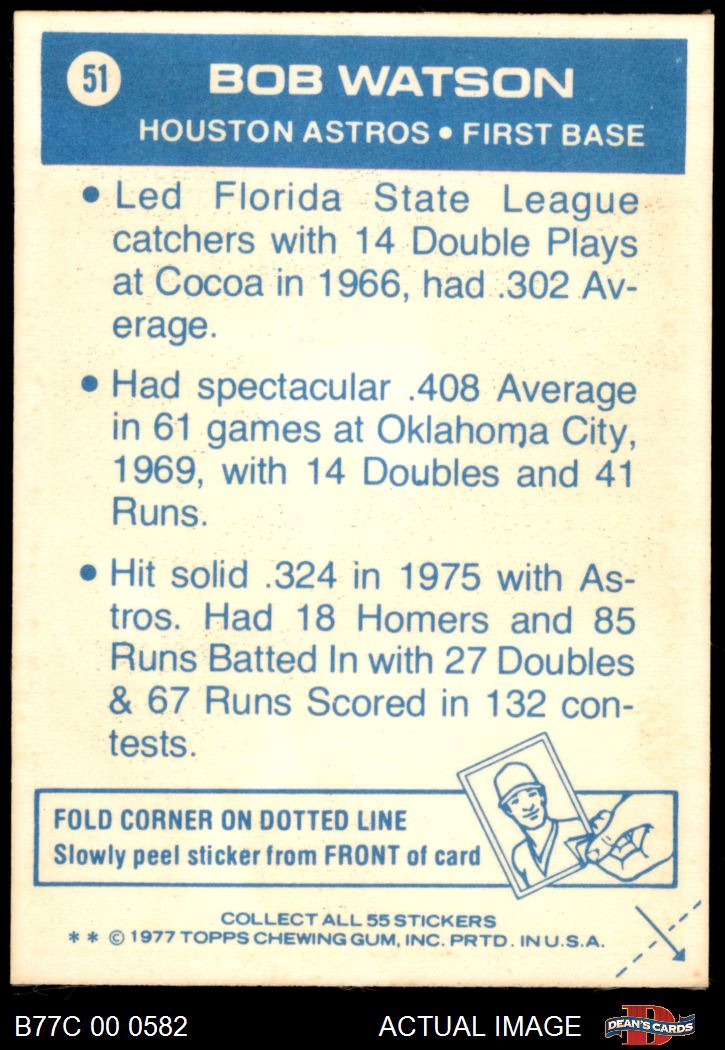 51
BOB WATSON
HOUSTON ASTROS • FIRST BASE
• Led Florida State League
catchers with 14 Double Plays
at Cocoa in 1966, had .302 Av-
erage.
• Had spectacular .408 Average
in 61 games at Oklahoma City,
1969, with 14 Doubles and 41
Runs.
• Hit solid .324 in 1975 with As-
tros. Had 18 Homers and 85
Runs Batted In with 27 Doubles
& 67 Runs Scored in 132 con-
tests.
FOLD CORNER ON DOTTED LINE
Slowly peel sticker from FRONT of card
COLLECT ALL 55 STICKERS
* * © 1977 TOPPS CHEWING GUM, INC. PRTD. IN U.S.A.
B77C 00 0582
ACTUAL IMAGE
D
DEAN'S CARDS